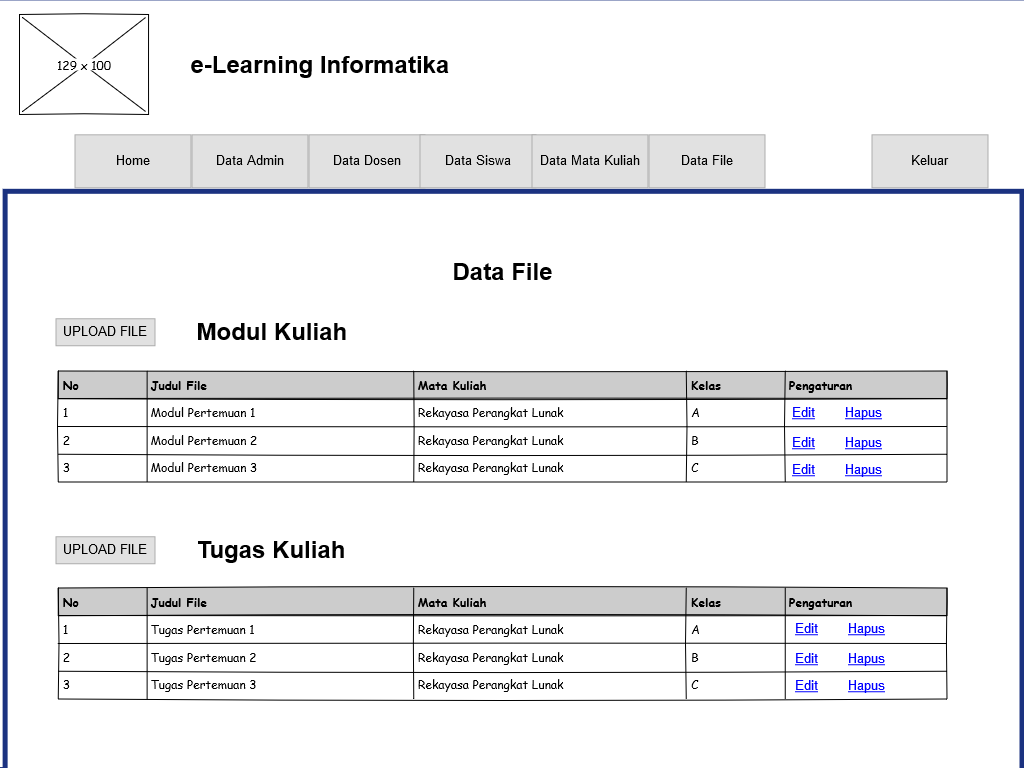 129 x 100
e-Learning Informatika
Home Data Admin Data Dosen Data Siswa Data Mata Kuliah Data File Keluar
Data File
UPLOAD FILE Modul Kuliah
No Judul File Mata Kuliah Kelas Pengaturan
1 Modul Pertemuan 1 Rekayasa Perangkat Lunak A Edit Hapus
2 Modul Pertemuan 2 Rekayasa Perangkat Lunak B Edit Hapus
3 Modul Pertemuan 3 Rekayasa Perangkat Lunak C Edit Hapus
UPLOAD FILE Tugas Kuliah
No Judul File Mata Kuliah Kelas Pengaturan
1 Tugas Pertemuan 1 Rekayasa Perangkat Lunak A Edit Hapus
2 Tugas Pertemuan 2 Rekayasa Perangkat Lunak B Edit Hapus
3 Tugas Pertemuan 3 Rekayasa Perangkat Lunak C Edit Hapus